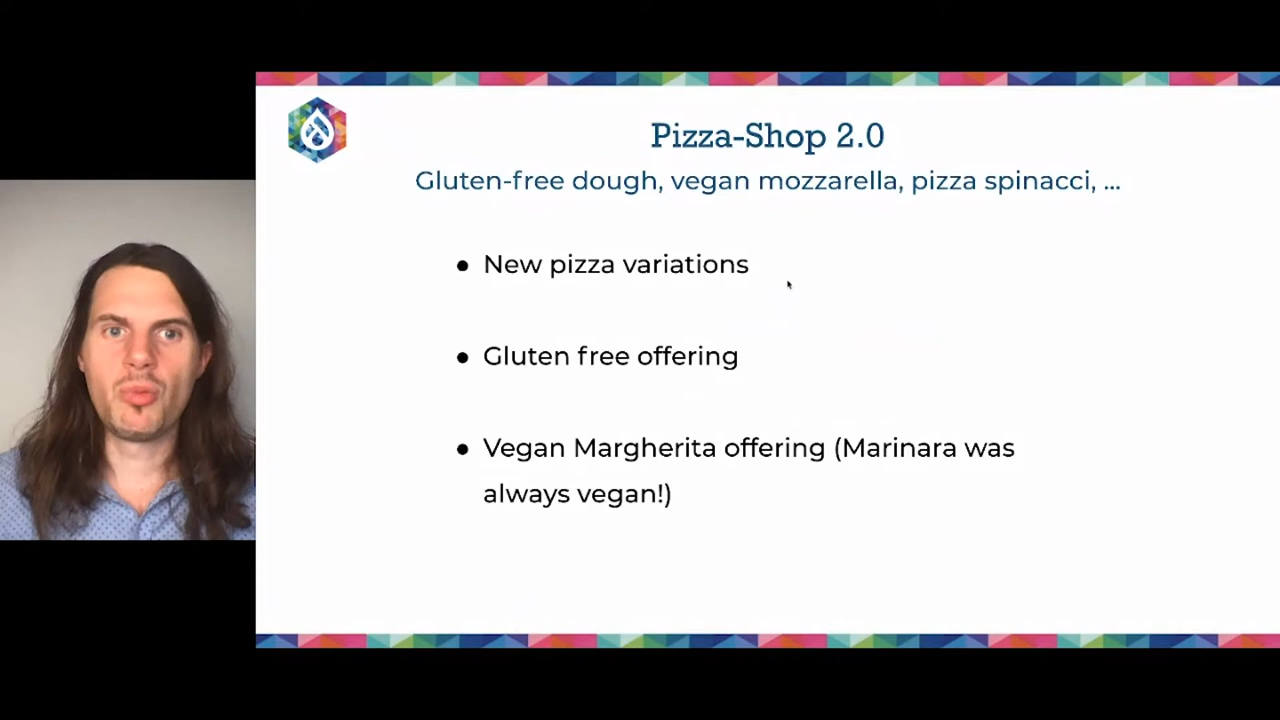 Pizza-Shop 2.0
Gluten-free dough, vegan mozzarella, pizza spinacci, ...
● New pizza variations
● Gluten free offering
● Vegan Margherita offering (Marinara was
always vegan!)